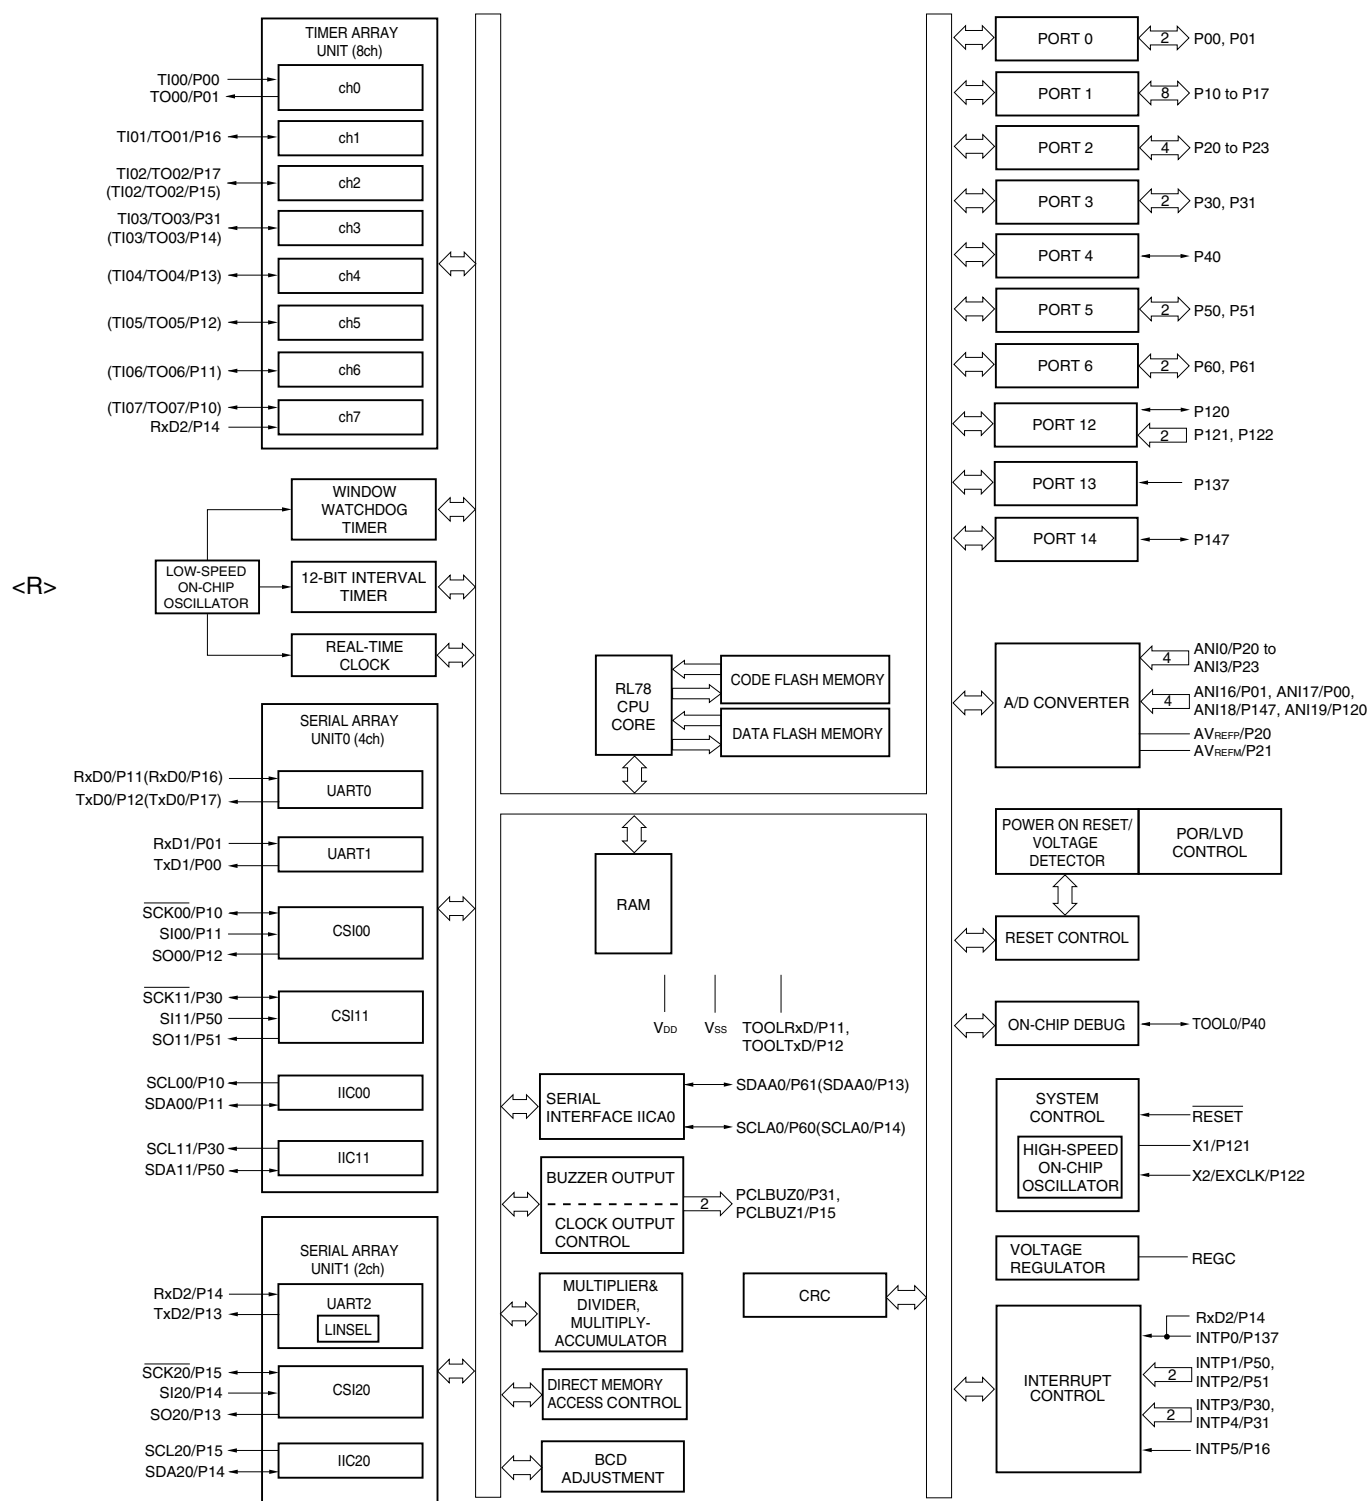 TIMER ARRAY
UNIT (8ch)
TI00/P00
TO00/P01
ch0
TI01/TO01/P16
ch1
TI02/TO02/P17
(TI02/TO02/P15)
ch2
TI03/TO03/P31
(TI03/TO03/P14)
ch3
(TI04/TO04/P13)
ch4
(TI05/TO05/P12)
ch5
(TI06/TO06/P11)
ch6
(TI07/TO07/P10)
RxD2/P14
ch7
WINDOW
WATCHDOG
TIMER
<R>
LOW-SPEED
ON-CHIP
OSCILLATOR
12-BIT INTERVAL
TIMER
REAL-TIME
CLOCK
SERIAL ARRAY
UNIT0 (4ch)
RxD0/P11(RxD0/P16)
TxD0/P12(TxD0/P17)
UART0
RxD1/P01
TxD1/P00
UART1
SCK00/P10
SI00/P11
SO00/P12
CSI00
SCK11/P30
SI11/P50
SO11/P51
CSI11
SCL00/P10
SDA00/P11
IIC00
SCL11/P30
SDA11/P50
IIC11
SERIAL ARRAY
UNIT1 (2ch)
RxD2/P14
TxD2/P13
UART2
LINSEL
SCK20/P15
SI20/P14
SO20/P13
CSI20
SCL20/P15
SDA20/P14
IIC20
RL78
CPU
CORE
CODE FLASH MEMORY
DATA FLASH MEMORY
RAM
VDD
VSS
TOOLRxD/P11,
TOOLTxD/P12
SERIAL
INTERFACE IICA0
SDAA0/P61(SDAA0/P13)
SCLA0/P60(SCLA0/P14)
BUZZER OUTPUT
CLOCK OUTPUT
CONTROL
2
PCLBUZ0/P31,
PCLBUZ1/P15
MULTIPLIER&
DIVIDER,
MULITIPLY-
ACCUMULATOR
CRC
DIRECT MEMORY
ACCESS CONTROL
BCD
ADJUSTMENT
PORT 0
2
P00, P01
PORT 1
8
P10 to P17
PORT 2
4
P20 to P23
PORT 3
2
P30, P31
PORT 4
P40
PORT 5
2
P50, P51
PORT 6
2
P60, P61
PORT 12
P120
2
P121, P122
PORT 13
P137
PORT 14
P147
A/D CONVERTER
4
ANI0/P20 to
ANI3/P23
4
ANI16/P01, ANI17/P00,
ANI18/P147, ANI19/P120
AVREFP/P20
AVREFM/P21
POWER ON RESET/
VOLTAGE
DETECTOR
POR/LVD
CONTROL
RESET CONTROL
ON-CHIP DEBUG
TOOL0/P40
SYSTEM
CONTROL
HIGH-SPEED
ON-CHIP
OSCILLATOR
RESET
X1/P121
X2/EXCLK/P122
VOLTAGE
REGULATOR
REGC
INTERRUPT
CONTROL
RxD2/P14
INTP0/P137
2
INTP1/P50,
INTP2/P51
2
INTP3/P30,
INTP4/P31
INTP5/P16